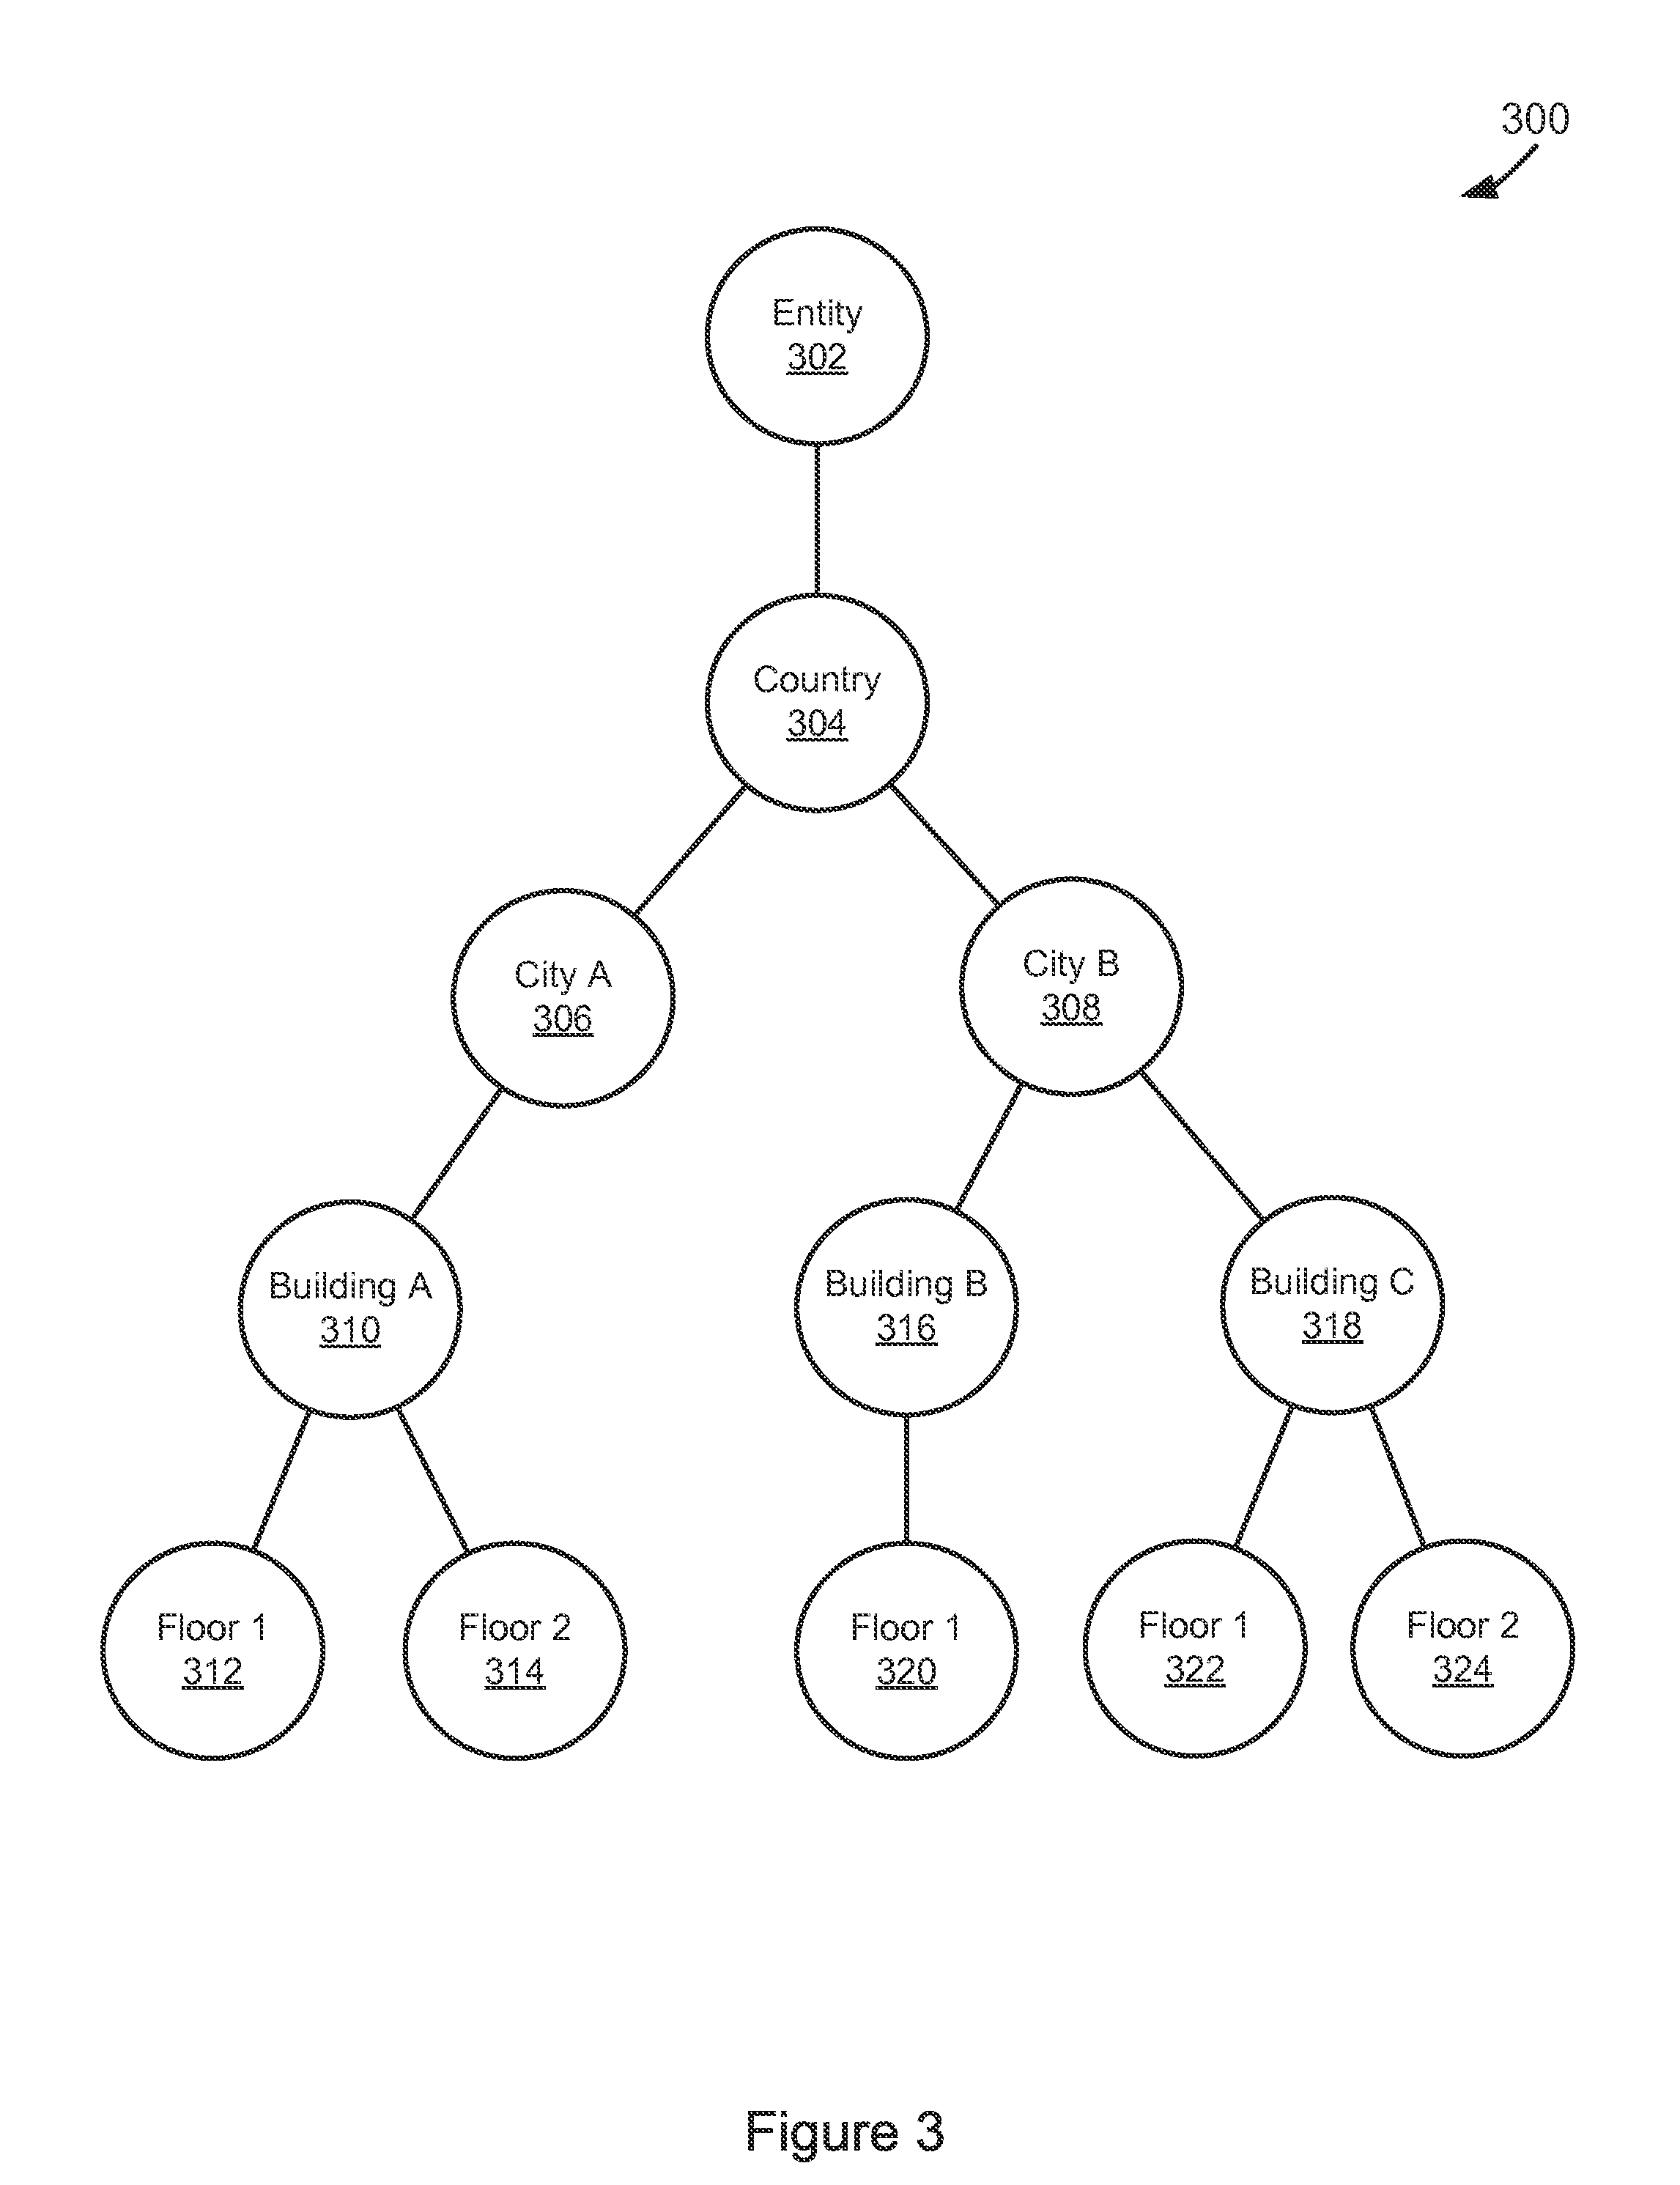 300
Entity
302
Country
304
City A
306
City B
308
Building A
310
Building B
316
Building C
318
Floor 1
312
Floor 2
314
Floor 1
320
Floor 1
322
Floor 2
324
Figure 3